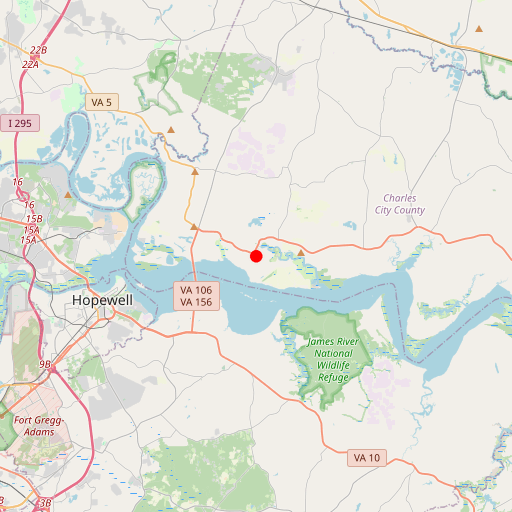 22B
22A
VA 5
I 295
16
16
15B
15A
15A
Charles
City County
VA 106
VA 156
Hopewell
James River
National
Wildlife
Refuge
9B
Fort Gregg-
Adams
VA 10
3B